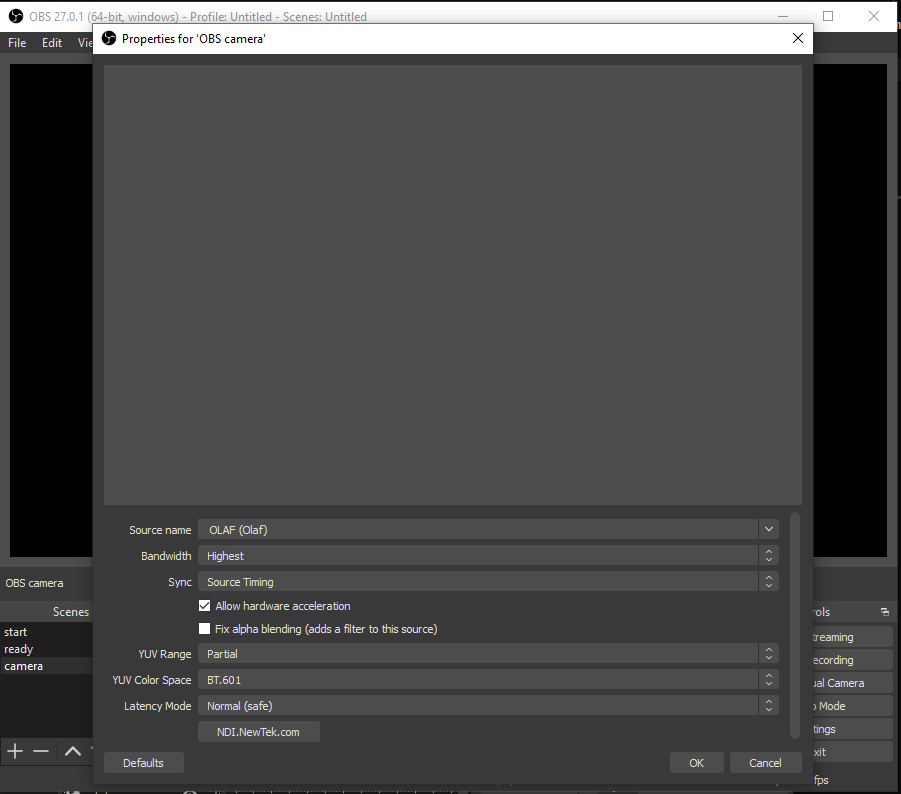 OBS 27.0.1 (64-bit, windows) - Profile: Untitled - Scenes: Untitled
File Edit
Properties for 'OBS camera'
Source name OLAF (Olaf)
Bandwidth Highest
Sync Source Timing
Allow hardware acceleration
Fix alpha blending (adds a filter to this source)
YUV Range Partial
YUV Color Space BT.601
Latency Mode Normal (safe)
NDI.NewTek.com
Defaults OK Cancel
OBS camera
Scenes
start
ready
camera
rols
treaming
ecording
ual Camera
o Mode
tings
xit
fps